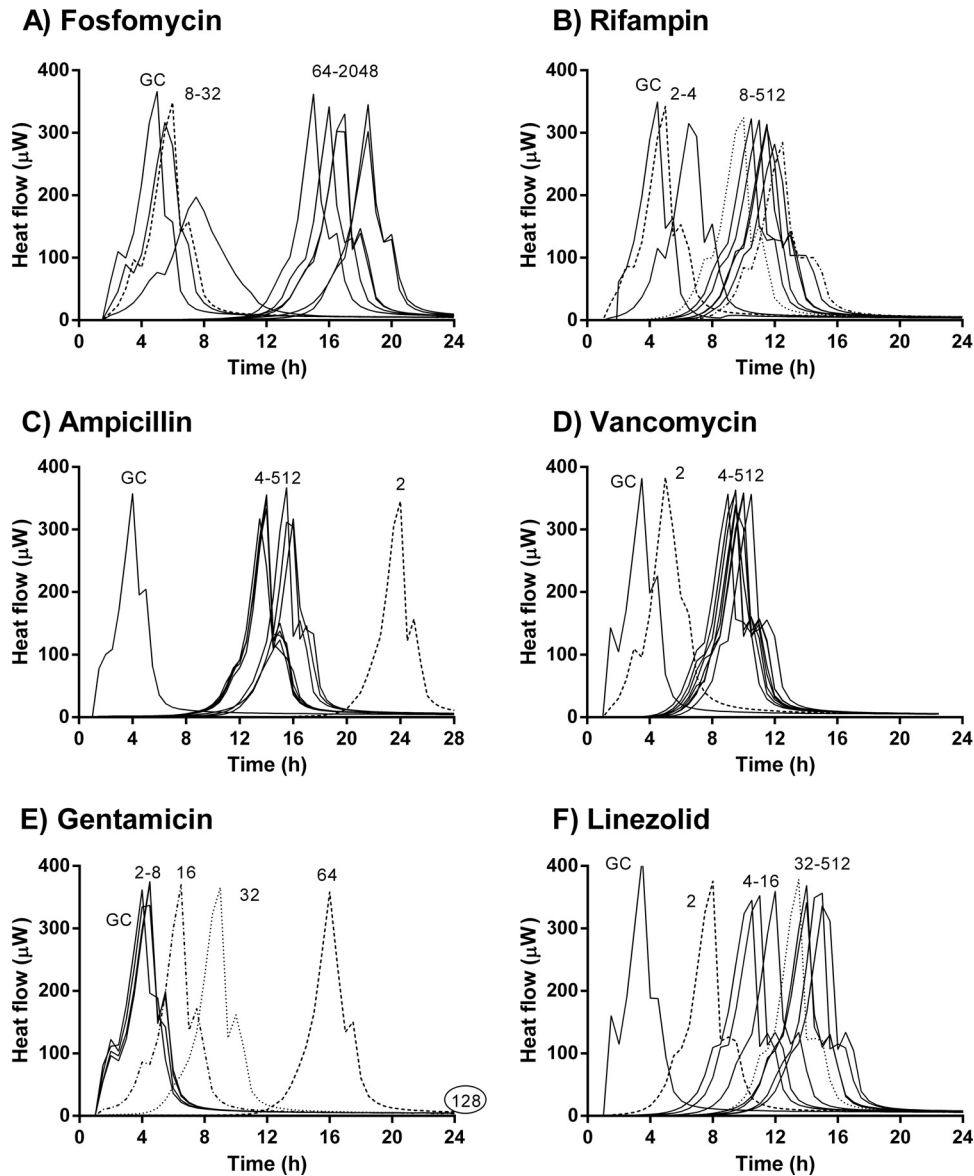 A) Fosfomycin
400
300
200
100
0
Heat flow (μW)
GC
8-32
64-2048
0 4 8 12 16 20 24
Time (h)
B) Rifampin
400
300
200
100
0
Heat flow (μW)
GC
2-4
8-512
0 4 8 12 16 20 24
Time (h)
C) Ampicillin
400
300
200
100
0
Heat flow (μW)
GC
4-512
2
0 4 8 12 16 20 24 28
Time (h)
D) Vancomycin
400
300
200
100
0
Heat flow (μW)
GC
2
4-512
0 4 8 12 16 20 24
Time (h)
E) Gentamicin
400
300
200
100
0
Heat flow (μW)
GC
2-8
16
32
64
128
0 4 8 12 16 20 24
Time (h)
F) Linezolid
400
300
200
100
0
Heat flow (μW)
GC
2
4-16
32-512
0 4 8 12 16 20 24
Time (h)